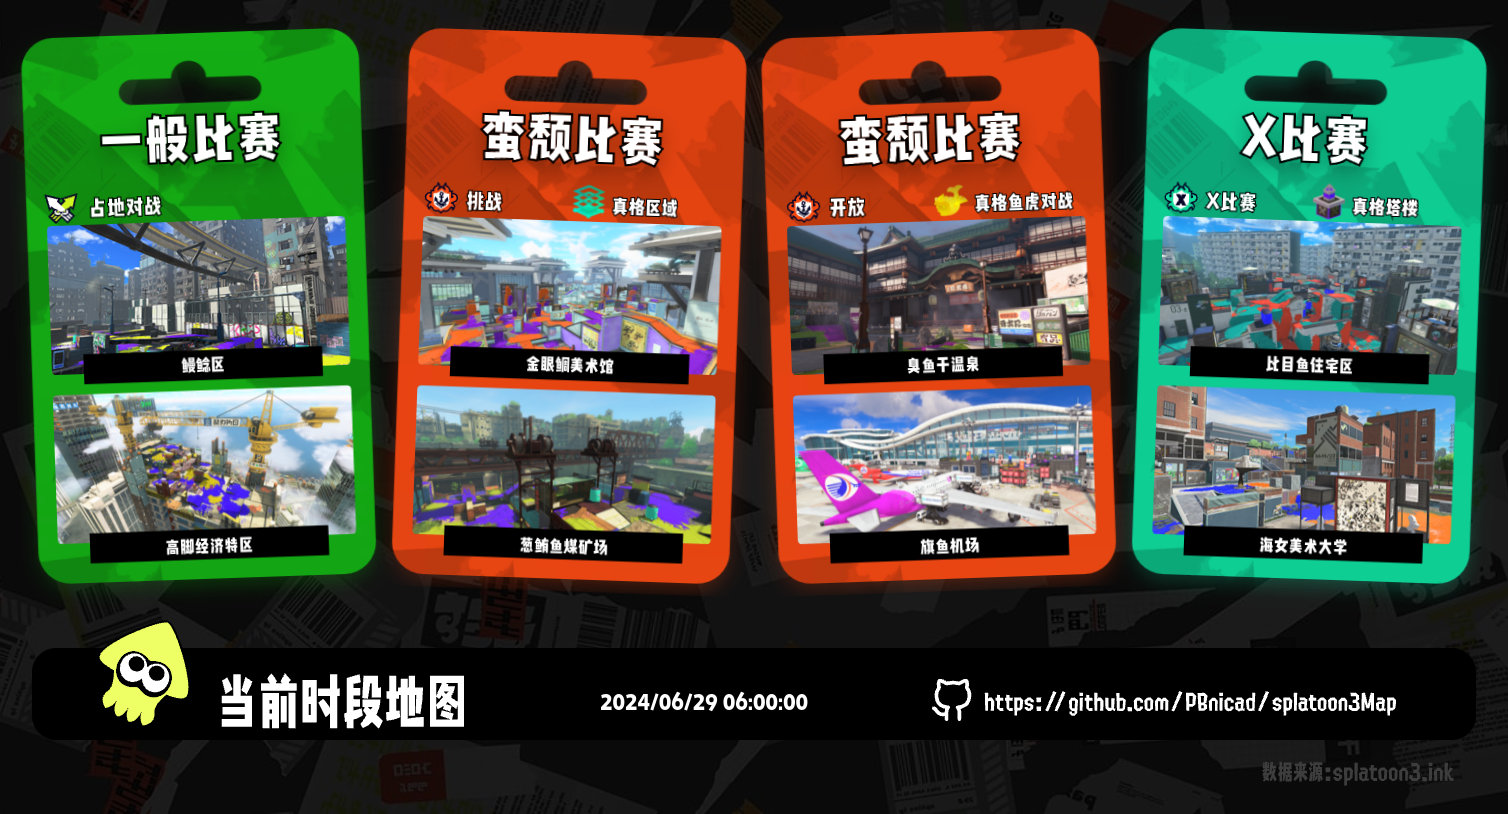 一般比赛
占地对战
鳗鲶区
高脚经济特区
蛮颓比赛
挑战
真格区域
金眼鲷美术馆
葱鲔鱼煤矿场
蛮颓比赛
开放
真格鱼虎对战
臭鱼干温泉
旗鱼机场
X比赛
X比赛
真格塔楼
比目鱼住宅区
海女美术大学
当前时段地图
2024/06/29 06:00:00
https://github.com/PBnicad/splatoon3Map
数据来源:splatoon3.ink